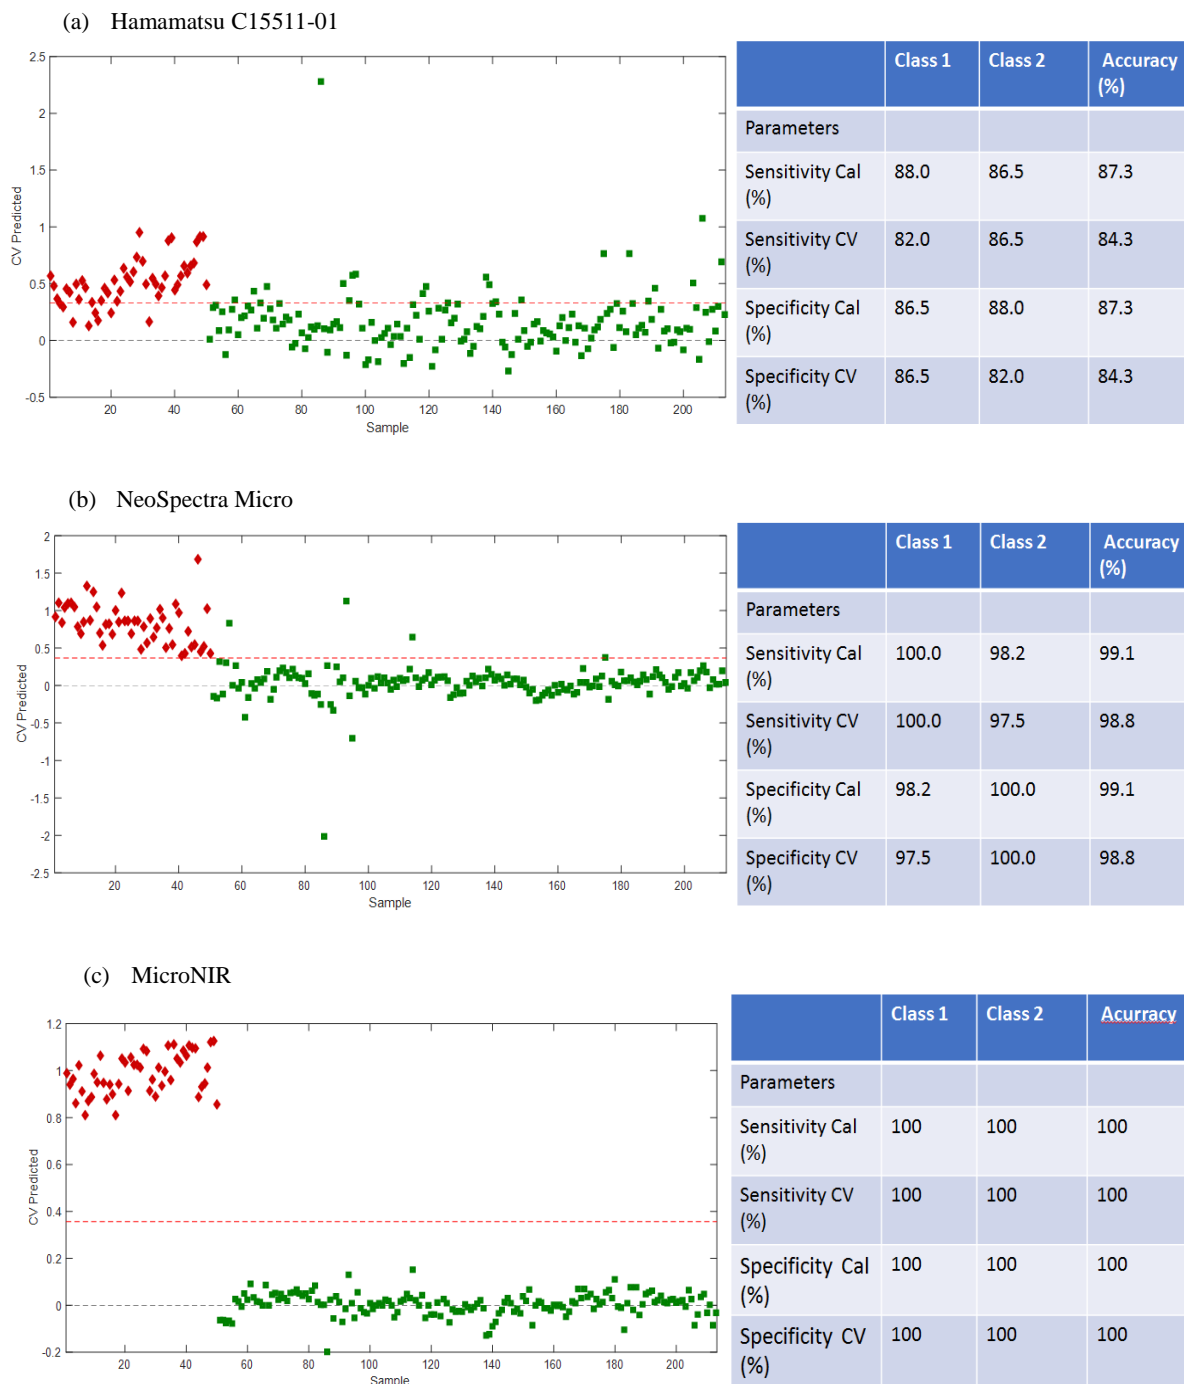 (a) Hamamatsu C15511-01
2.5
2
1.5
1
0.5
0
-0.5
CV Predicted
20 40 60 80 100 120 140 160 180 200
Sample
Class 1 Class 2 Accuracy
(%)
Parameters
Sensitivity Cal 88.0 86.5 87.3
(%)
Sensitivity CV 82.0 86.5 84.3
(%)
Specificity Cal 86.5 88.0 87.3
(%)
Specificity CV 86.5 82.0 84.3
(%)
(b) NeoSpectra Micro
2
1.5
1
0.5
0
-0.5
-1
-1.5
-2
-2.5
CV Predicted
20 40 60 80 100 120 140 160 180 200
Sample
Class 1 Class 2 Accuracy
(%)
Parameters
Sensitivity Cal 100.0 98.2 99.1
(%)
Sensitivity CV 100.0 97.5 98.8
(%)
Specificity Cal 98.2 100.0 99.1
(%)
Specificity CV 97.5 100.0 98.8
(%)
(c) MicroNIR
1.2
1
0.8
0.6
0.4
0.2
0
-0.2
CV Predicted
20 40 60 80 100 120 140 160 180 200
Sample
Class 1 Class 2 Acurracy
Parameters
Sensitivity Cal 100 100 100
(%)
Sensitivity CV 100 100 100
(%)
Specificity Cal 100 100 100
(%)
Specificity CV 100 100 100
(%)